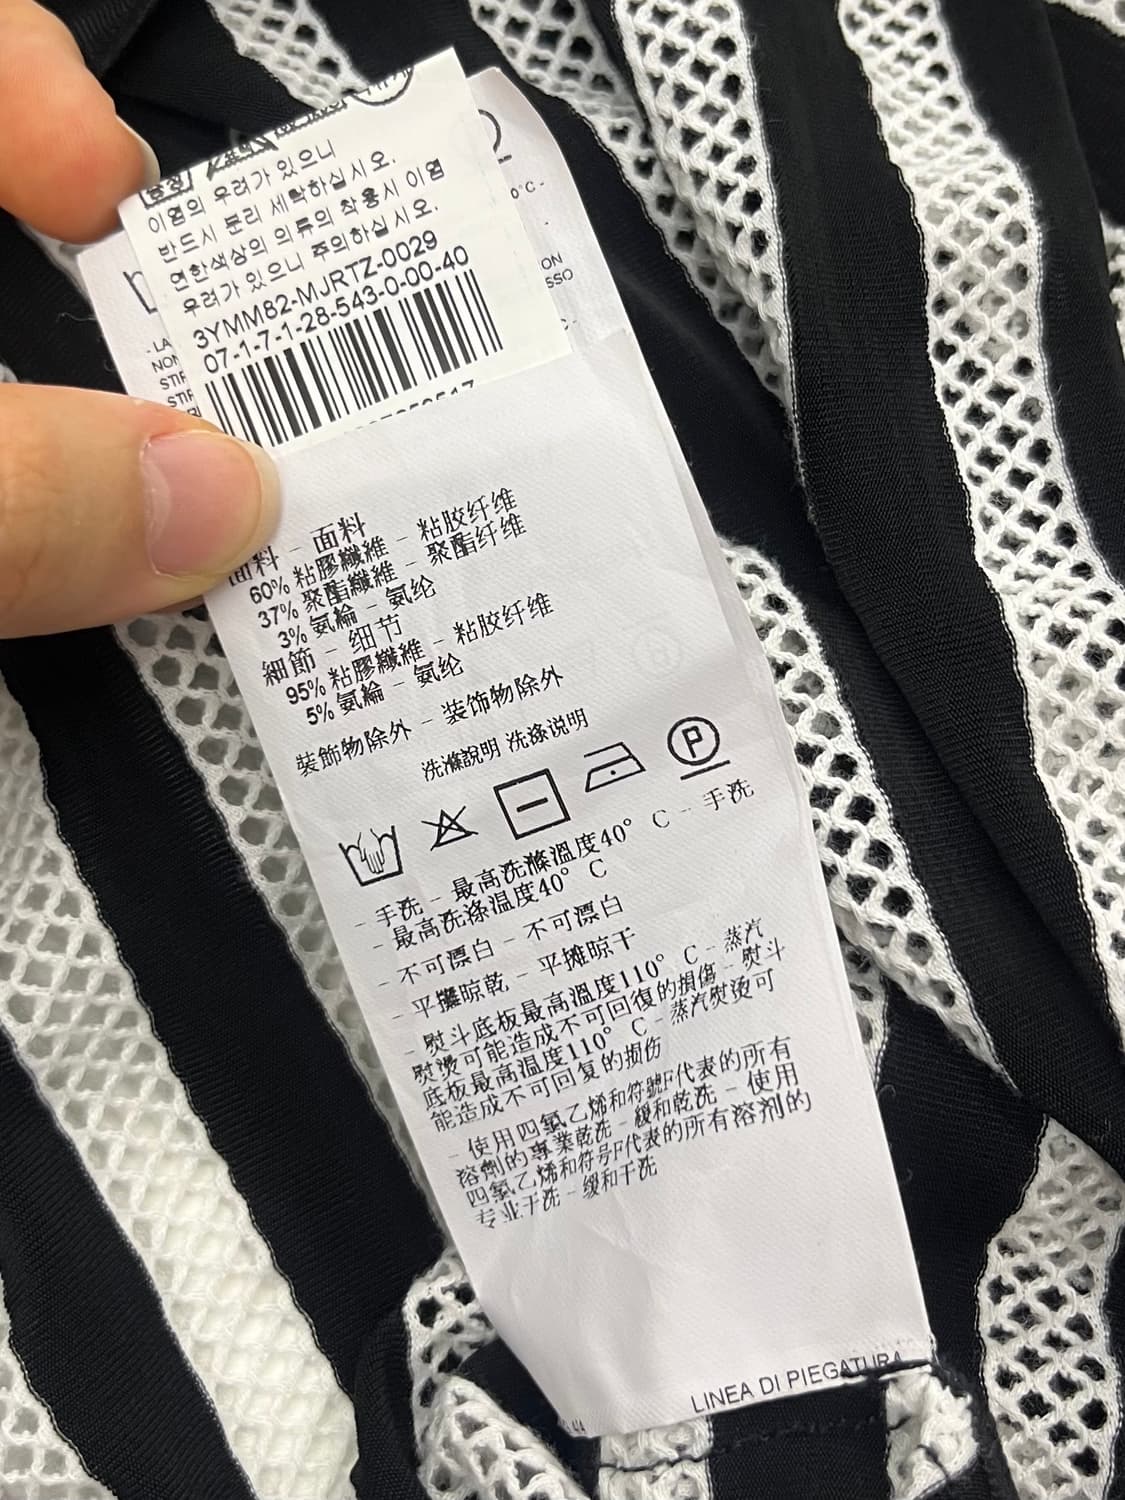 이염의 우려가 있으니
반드시 분리 세탁하십시오.
연한색상의 의류의 착용시 이염
우려가 있으니 주의하십시오.
3YMM82-MJRTZ-0029
07-1-7-1-28-543-0-00-40
面料 - 面料
60% 粘膠纖維 - 粘胶纤维
37% 聚酯纖維 - 聚酯纤维
3% 氨綸 - 氨纶
細節 - 细节
95% 粘膠纖維 - 粘胶纤维
5% 氨綸 - 氨纶
装飾物除外 - 装饰物除外
洗滌說明 洗涤说明
P
- 手洗 - 最高洗滌溫度40° C - 手洗
- 最高洗涤温度40° C
- 不可漂白 - 不可漂白
- 平攤晾乾 - 平摊晾干
- 熨斗底板最高溫度110° C - 蒸汽
熨燙可能造成不可回復的損傷 - 熨斗
底板最高温度110° C - 蒸汽熨烫可
能造成不可回复的损伤
- 使用四氯乙烯和符號F代表的所有
溶劑的專業乾洗 - 緩和乾洗 - 使用
四氯乙烯和符号F代表的所有溶剂的
专业干洗 - 缓和干洗
LINEA DI PIEGATURA